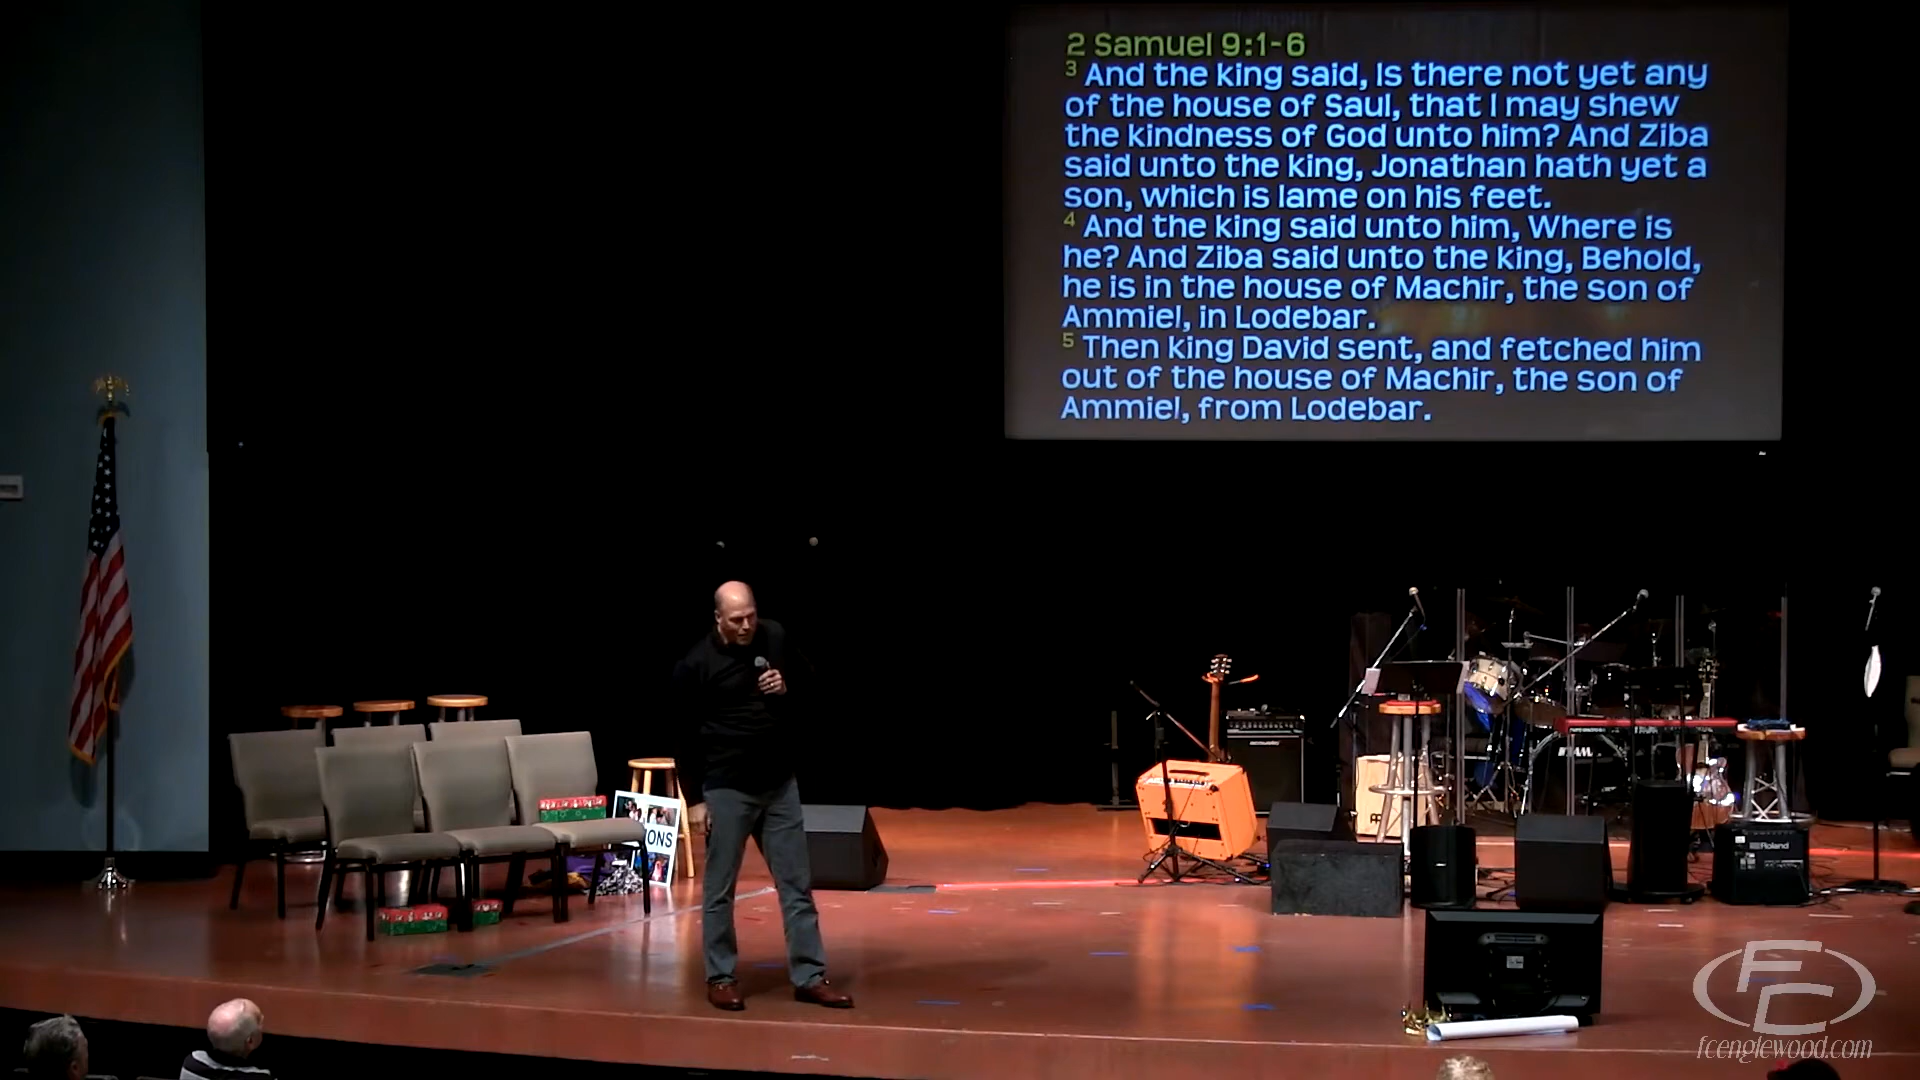 2 Samuel 9:1-6
3 And the king said, Is there not yet any
of the house of Saul, that I may shew
the kindness of God unto him? And Ziba
said unto the king, Jonathan hath yet a
son, which is lame on his feet.
4 And the king said unto him, Where is
he? And Ziba said unto the king, Behold,
he is in the house of Machir, the son of
Ammiel, in Lodebar.
5 Then king David sent, and fetched him
out of the house of Machir, the son of
Ammiel, from Lodebar.
IONS
TAMA
Roland
FC
fcenglewood.com